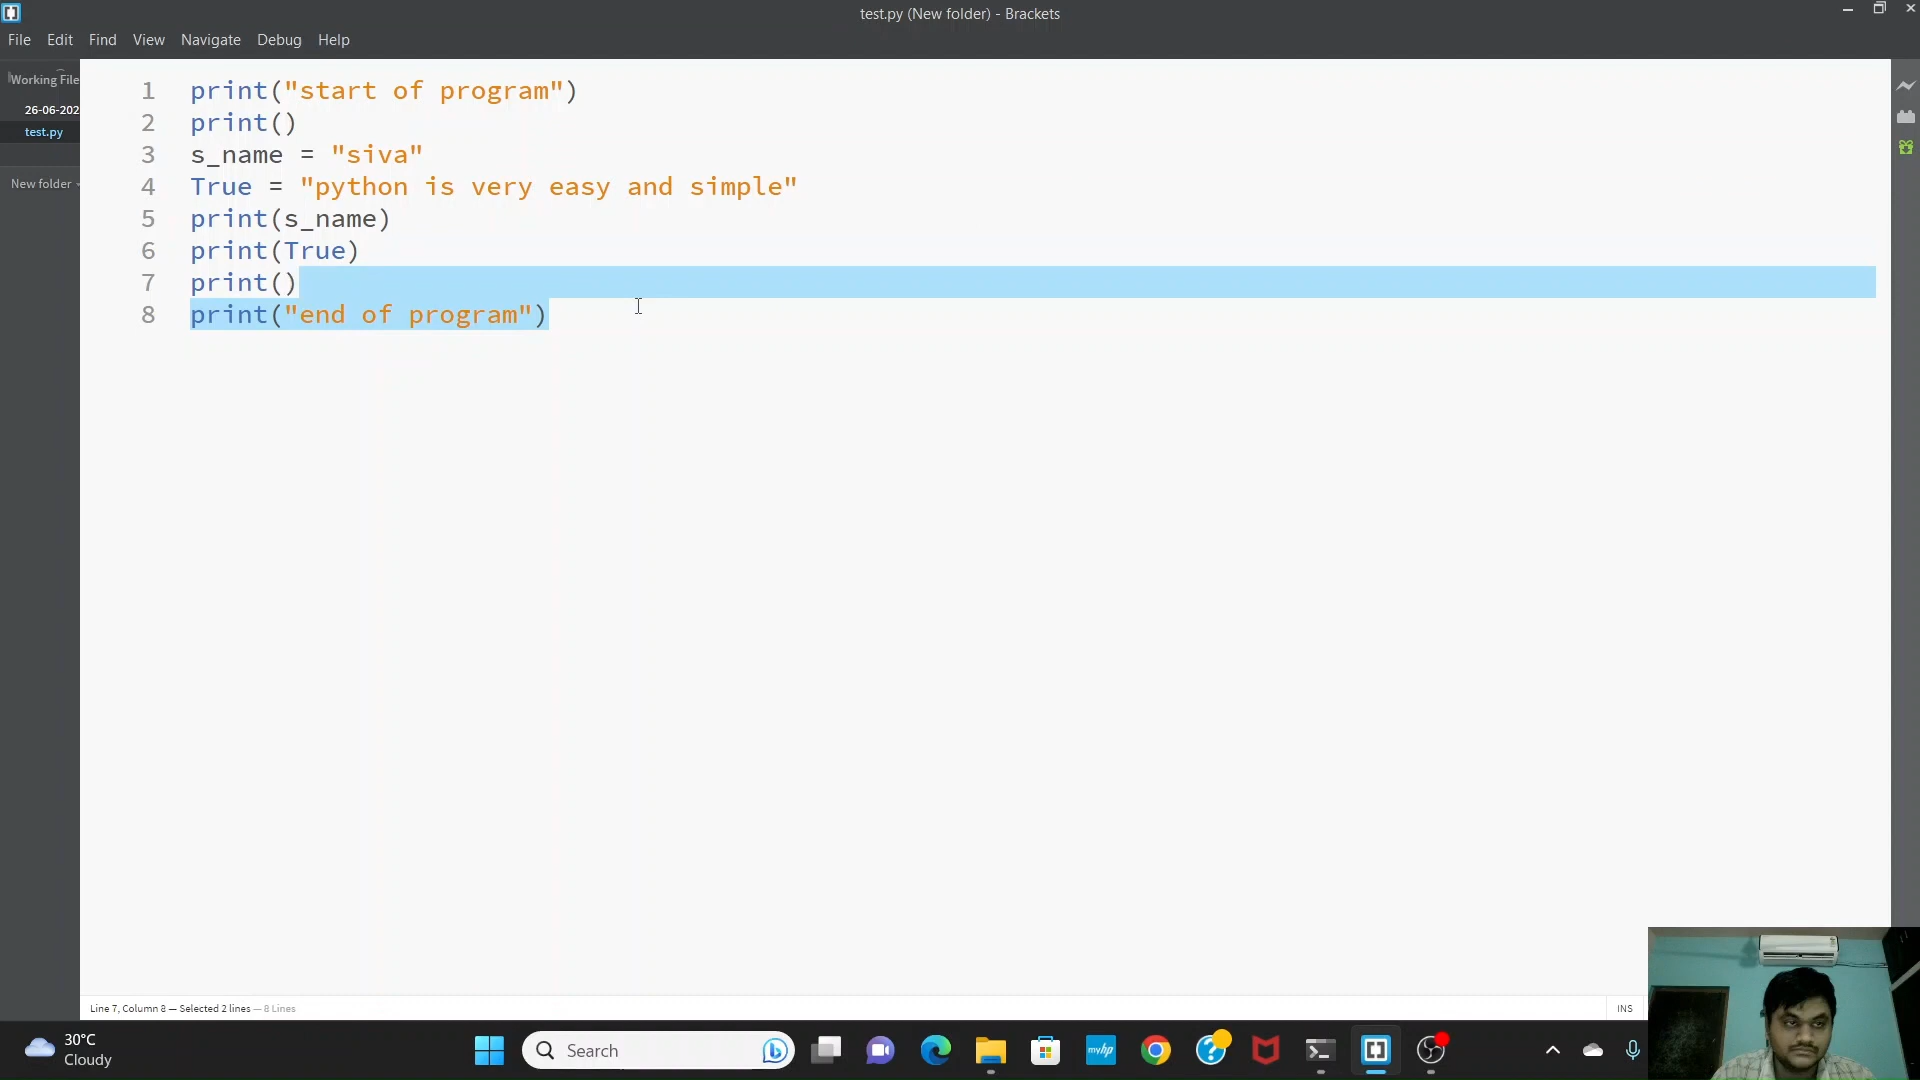 test.py (New folder) - Brackets
File Edit Find View Navigate Debug Help
Working File
26-06-202
test.py
New folder
1 print("start of program")
2 print()
3 s_name = "siva"
4 True = "python is very easy and simple"
5 print(s_name)
6 print(True)
7 print()
8 print("end of program")
Line 7, Column 8 — Selected 2 lines — 8 Lines
INS
30°C
Cloudy
Search
myhp